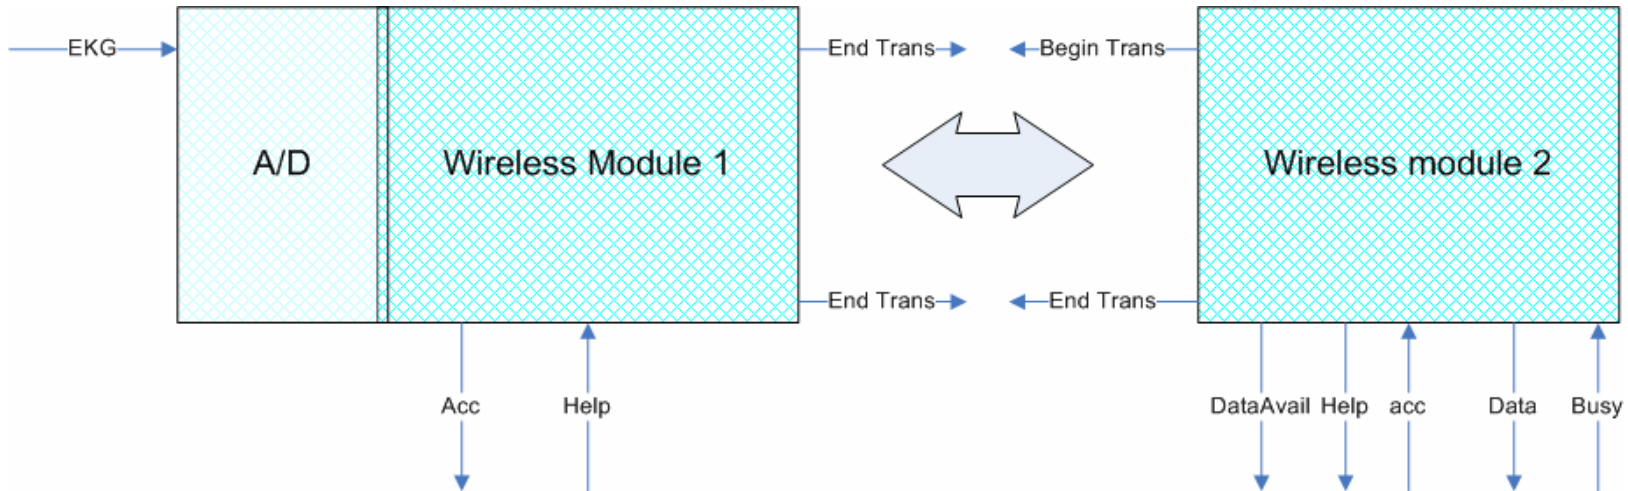 EKG
End Trans
Begin Trans
A/D
Wireless Module 1
Wireless module 2
End Trans
End Trans
Acc
Help
DataAvail
Help
acc
Data
Busy